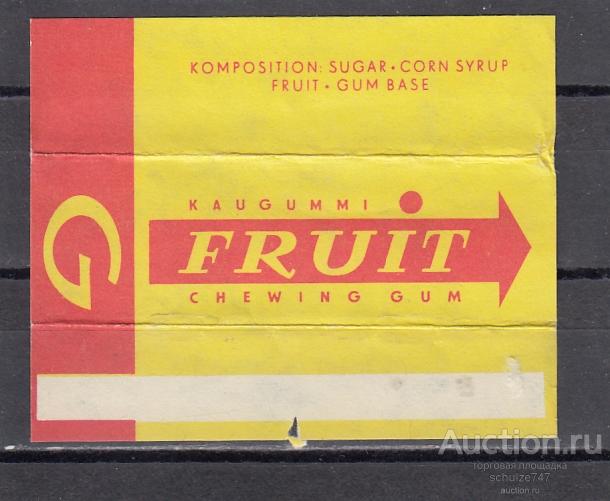 KOMPOSITION: SUGAR • CORN SYRUP
FRUIT • GUM BASE
KAUGUMMI
G
FRUIT
CHEWING GUM
Auction.ru
торговая площадка
schulze747
auction.ru